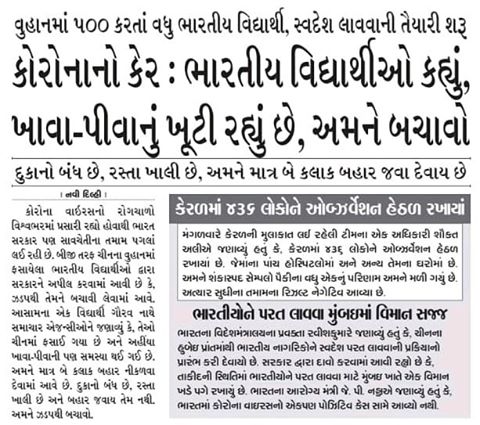 વુહાનમાં ૫૦૦ કરતાં વધુ ભારતીય વિદ્યાર્થી, સ્વદેશ લાવવાની તૈયારી શરૂ
કોરોનાનો કેર : ભારતીય વિદ્યાર્થીઓ કહ્યું,
ખાવા-પીવાનું ખૂટી રહ્યું છે, અમને બચાવો
દુકાનો બંધ છે, રસ્તા ખાલી છે, અમને માત્ર બે કલાક બહાર જવા દેવાય છે
। નવી દિલ્હી ।
કોરોના વાઇરસનો રોગચાળો
વિશ્વભરમાં પ્રસારી રહ્યો હોવાથી ભારત
સરકાર પણ સાવચેતીના તમામ પગલાં
લઈ રહી છે. બીજી તરફ ચીનના વુહાનમાં
ફસાયેલા ભારતીય વિદ્યાર્થીઓ દ્વારા
સરકારને અપીલ કરવામાં આવી છે કે,
ઝડપથી તેમને બચાવી લેવામાં આવે.
આસામના એક વિદ્યાર્થી ગૌરવ નાથે
સમાચાર એજન્સીઓને જણાવ્યું કે, તેઓ
ચીનમાં ફસાઈ ગયા છે અને અહીંયા
ખાવા-પીવાની પણ સમસ્યા થઈ ગઈ છે.
અમને માત્ર બે કલાક બહાર નીકળવા
દેવામાં આવે છે. દુકાનો બંધ છે, રસ્તા
ખાલી છે અને બહાર જવાય તેમ નથી.
અમને ઝડપથી બચાવો.
કેરળમાં ૪૩૬ લોકોને ઓબ્ઝર્વેશન હેઠળ રખાયાં
મંગળવારે કેરળની મુલાકાત લઈ રહેલી ટીમના એક અધિકારી શૌકત
અલીએ જણાવ્યું હતું કે, કેરળમાં ૪૩૬ લોકોને ઓબ્ઝર્વેશન હેઠળ
રખાયાં છે. જેમાંના પાંચ હોસ્પિટલોમાં અને અન્ય તેમના ઘરોમાં છે.
અમને શંકાસ્પદ સેમ્પલો પૈકીના વધુ એકનું પરિણામ અમને મળી ગયું છે.
અત્યાર સુધીના તમામના રિઝલ્ટ નેગેટિવ આવ્યા છે.
ભારતીયોને પરત લાવવા મુંબઇમાં વિમાન સજ્જ
ભારતના વિદેશમંત્રાલયના પ્રવક્તા રવીશકુમારે જણાવ્યું હતું કે, ચીનના
હુબેઇ પ્રાંતમાંથી ભારતીય નાગરિકોને સ્વદેશ પરત લાવવાની પ્રક્રિયાનો
પ્રારંભ કરી દેવાયો છે. સરકાર દ્વારા દાવો કરવામાં આવી રહ્યો છે કે,
તાકીદની સ્થિતિમાં ભારતીયોને પરત લાવવા માટે મુંબઇ ખાતે એક વિમાન
ખડે પગે રખાયું છે. ભારતના આરોગ્ય મંત્રી જે. પી. નડ્ડાએ જણાવ્યું હતું કે,
ભારતમાં કોરોના વાઇરસનો એકપણ પોઝિટિવ કેસ સામે આવ્યો નથી.